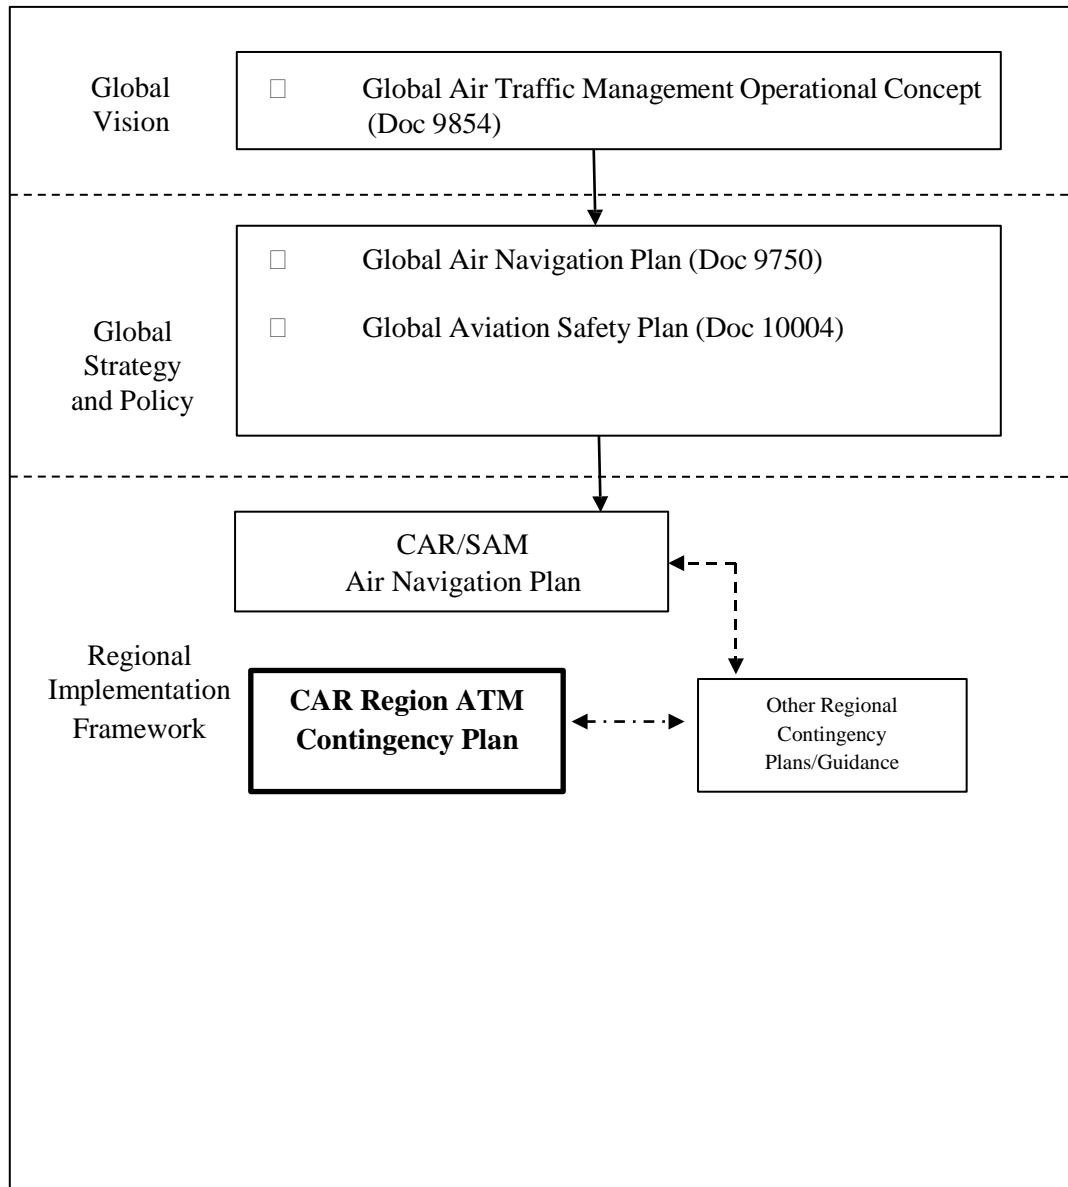 Global
Vision
□ Global Air Traffic Management Operational Concept
(Doc 9854)
□ Global Air Navigation Plan (Doc 9750)
□ Global Aviation Safety Plan (Doc 10004)
Global
Strategy
and Policy
CAR/SAM
Air Navigation Plan
Regional
Implementation
Framework
CAR Region ATM
Contingency Plan
Other Regional
Contingency
Plans/Guidance